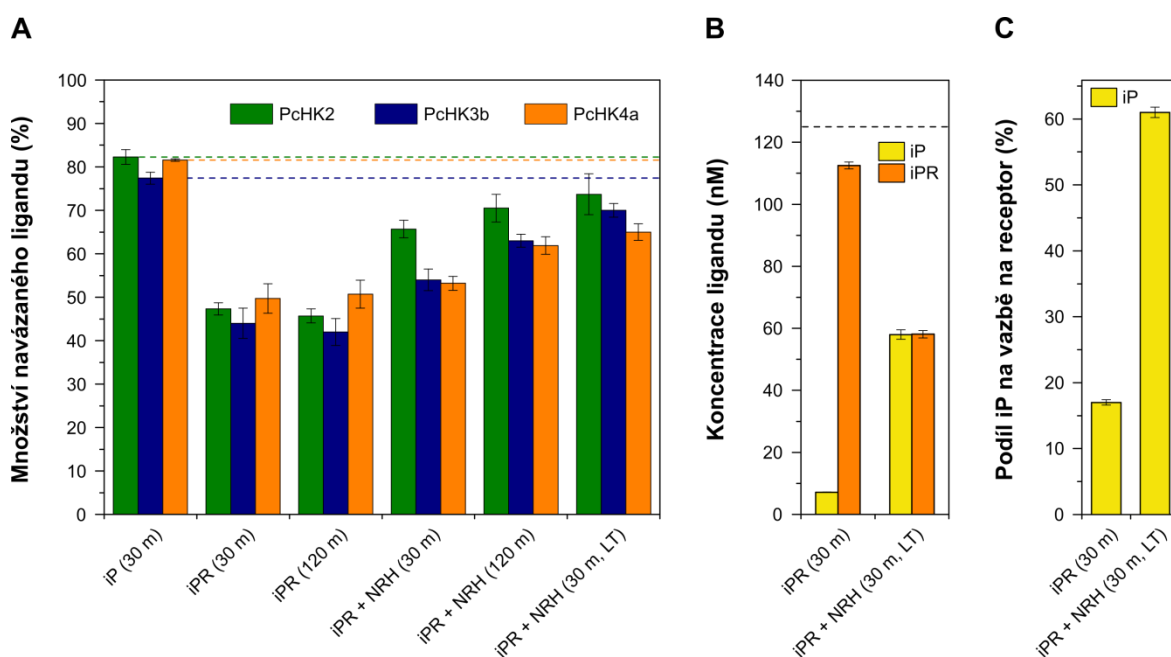 A
Množství navázaného ligandu (%)
100
90
80
70
60
50
40
30
20
10
0
PcHK2
PcHK3b
PcHK4a
iP (30 m)
iPR (30 m)
iPR (120 m)
iPR + NRH (30 m)
iPR + NRH (120 m)
iPR + NRH (30 m, LT)
B
Koncentrace ligandu (nM)
140
120
100
80
60
40
20
0
iP
iPR
iPR (30 m)
iPR + NRH (30 m, LT)
C
Podíl iP na vazbě na receptor (%)
60
50
40
30
20
10
0
iP
iPR (30 m)
iPR + NRH (30 m, LT)